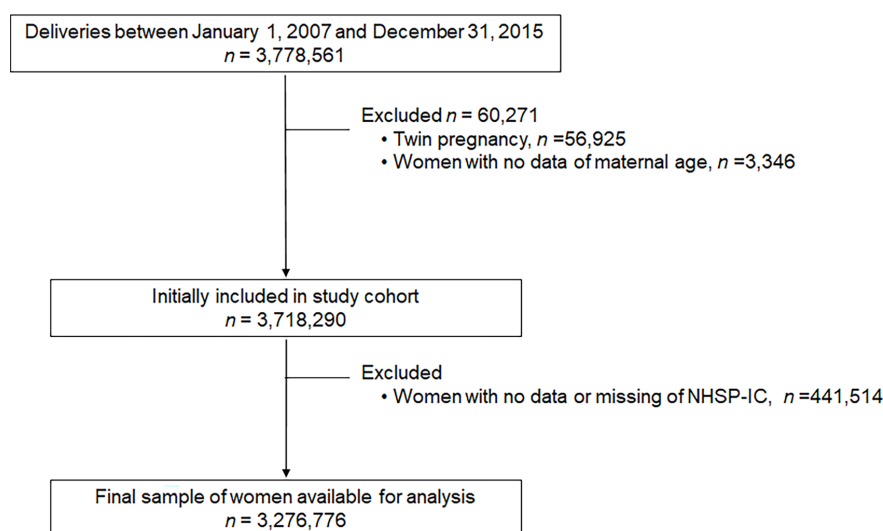 Deliveries between January 1, 2007 and December 31, 2015
n = 3,778,561
Excluded n = 60,271
• Twin pregnancy, n =56,925
• Women with no data of maternal age, n =3,346
Initially included in study cohort
n = 3,718,290
Excluded
• Women with no data or missing of NHSP-IC, n =441,514
Final sample of women available for analysis
n = 3,276,776